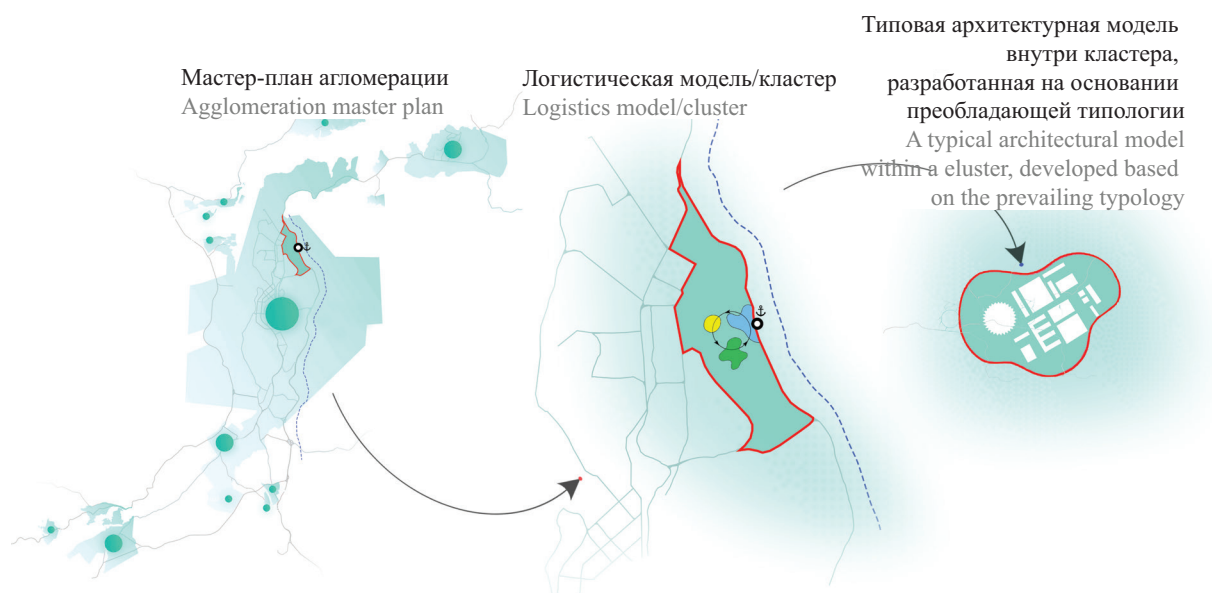 Мастер-план агломерации
Agglomeration master plan
Логистическая модель/кластер
Logistics model/cluster
Типовая архитектурная модель
внутри кластера,
разработанная на основании
преобладающей типологии
A typical architectural model
within a eluster, developed based
on the prevailing typology